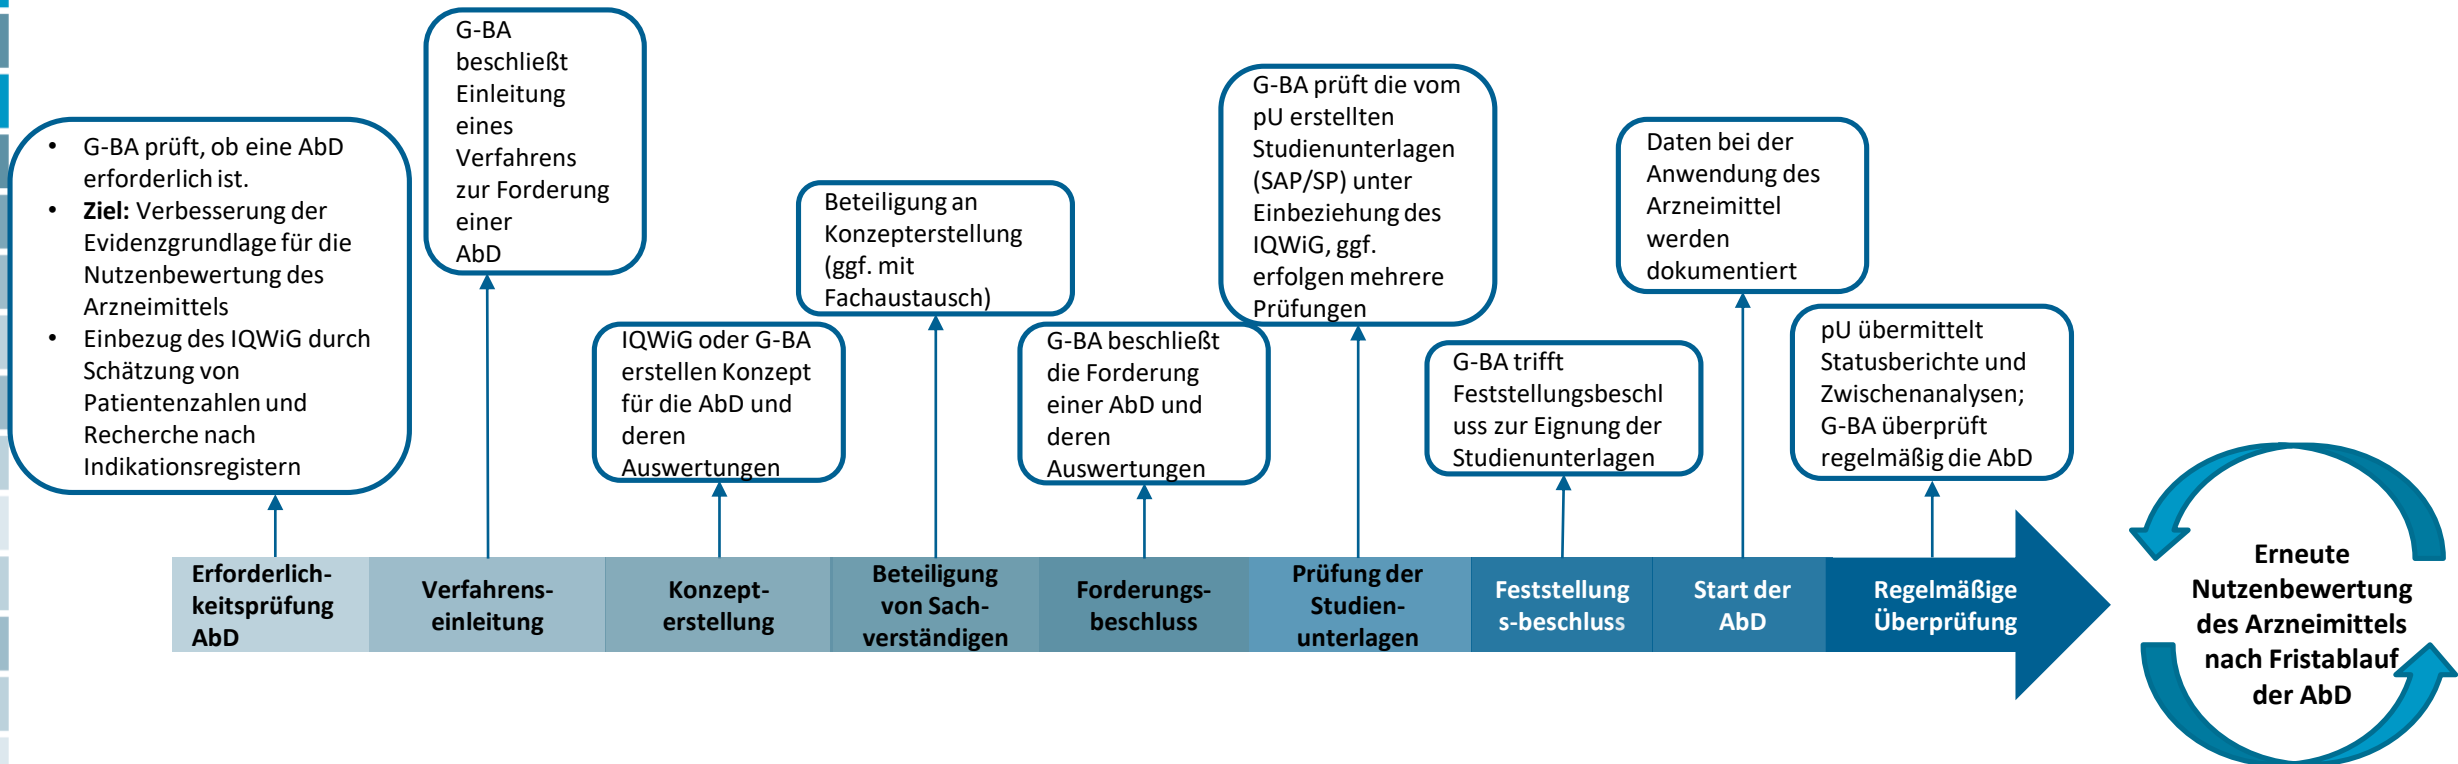 • G-BA prüft, ob eine AbD
erforderlich ist.
• Ziel: Verbesserung der
Evidenzgrundlage für die
Nutzenbewertung des
Arzneimittels
• Einbezug des IQWiG durch
Schätzung von
Patientenzahlen und
Recherche nach
Indikationsregistern
G-BA
beschließt
Einleitung
eines
Verfahrens
zur Forderung
einer
AbD
IQWiG oder G-BA
erstellen Konzept
für die AbD und
deren
Auswertungen
Beteiligung an
Konzepterstellung
(ggf. mit
Fachaustausch)
G-BA beschließt
die Forderung
einer AbD und
deren
Auswertungen
G-BA prüft die vom
pU erstellten
Studienunterlagen
(SAP/SP) unter
Einbeziehung des
IQWiG, ggf.
erfolgen mehrere
Prüfungen
G-BA trifft
Feststellungsbeschl
uss zur Eignung der
Studienunterlagen
Daten bei der
Anwendung des
Arzneimittel
werden
dokumentiert
pU übermittelt
Statusberichte und
Zwischenanalysen;
G-BA überprüft
regelmäßig die AbD
Erforderlich-
keitsprüfung
AbD
Verfahrens-
einleitung
Konzept-
erstellung
Beteiligung
von Sach-
verständigen
Forderungs-
beschluss
Prüfung der
Studien-
unterlagen
Feststellung
s-beschluss
Start der
AbD
Regelmäßige
Überprüfung
Erneute
Nutzenbewertung
des Arzneimittels
nach Fristablauf
der AbD